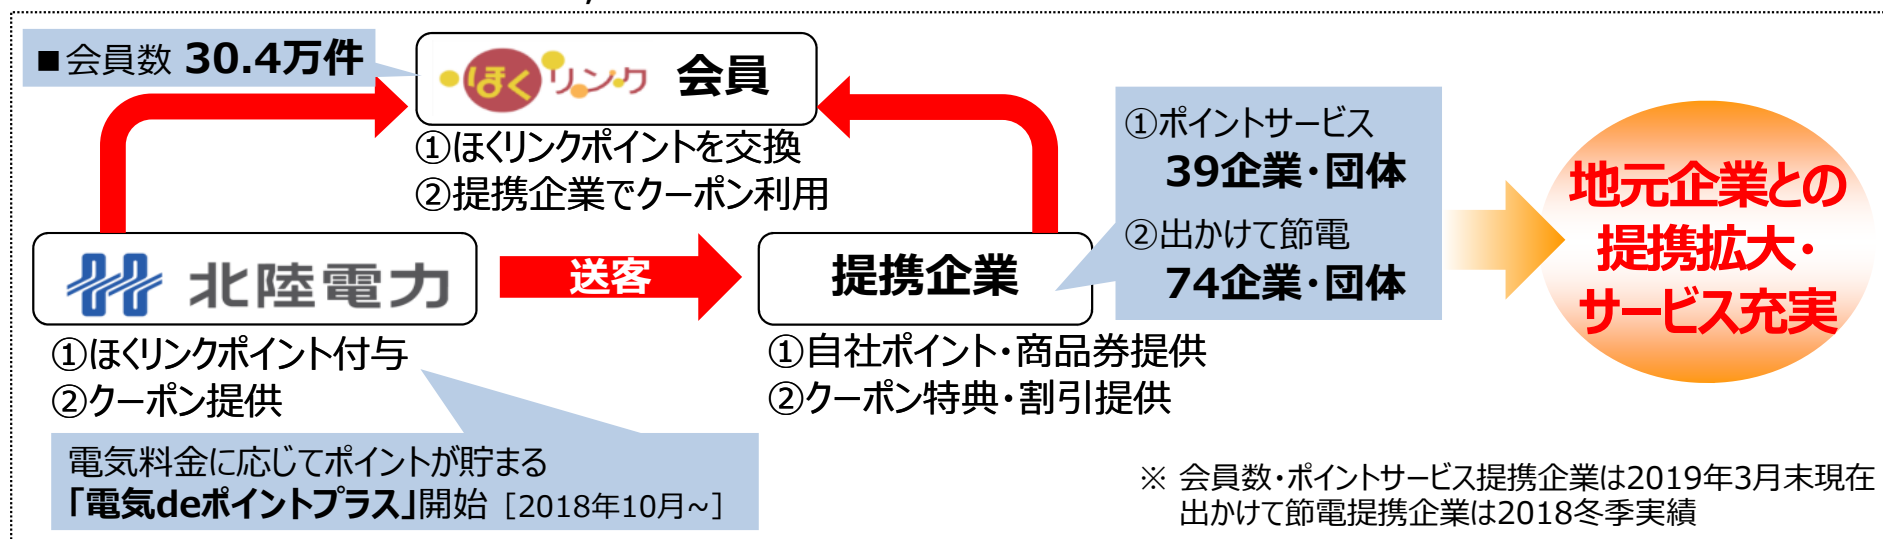 ■会員数 30.4万件
ほくリンク 会員
①ほくリンクポイントを交換
②提携企業でクーポン利用
北陸電力
送客
提携企業
①ポイントサービス
39企業・団体
②出かけて節電
74企業・団体
地元企業との
提携拡大・
サービス充実
①ほくリンクポイント付与
②クーポン提供
①自社ポイント・商品券提供
②クーポン特典・割引提供
電気料金に応じてポイントが貯まる
「電気deポイントプラス」開始［2018年10月~］
※ 会員数・ポイントサービス提携企業は2019年3月末現在
出かけて節電提携企業は2018冬季実績